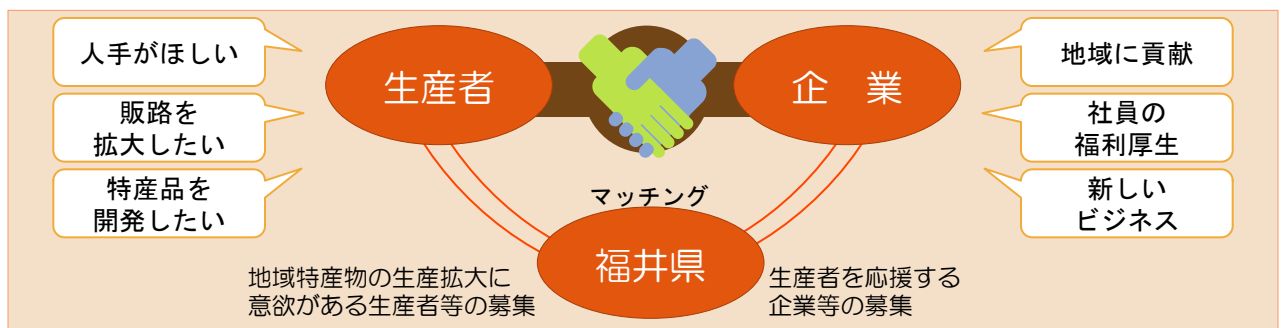 人手がほしい
販路を
拡大したい
特産品を
開発したい
生産者
企　業
地域に貢献
社員の
福利厚生
新しい
ビジネス
マッチング
福井県
地域特産物の生産拡大に
意欲がある生産者等の募集
生産者を応援する
企業等の募集